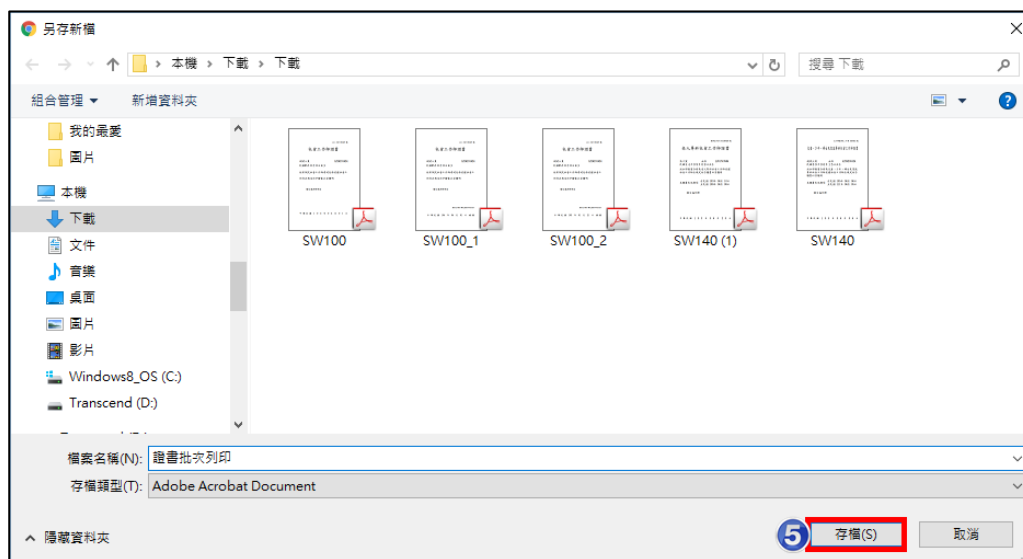 另存新檔
本機 › 下載 › 下載
搜尋 下載
組合管理
新增資料夾
我的最愛
圖片
本機
下載
文件
音樂
桌面
圖片
影片
Windows8_OS (C:)
Transcend (D:)
SW100
SW100_1
SW100_2
SW140 (1)
SW140
檔案名稱(N): 證書批次列印
存檔類型(T): Adobe Acrobat Document
隱藏資料夾
5 存檔(S) 取消